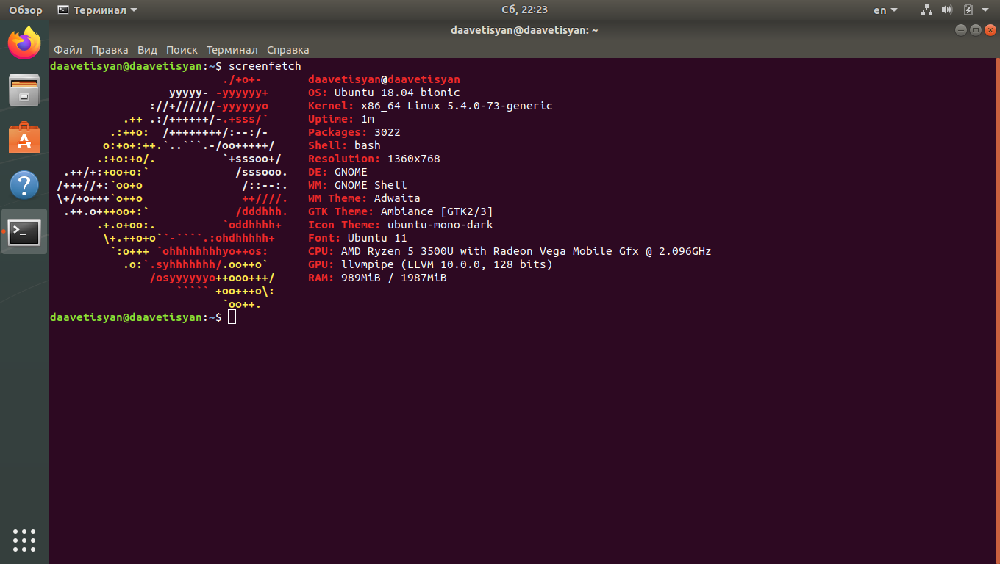 Обзор Терминал Сб, 22:23 en
daavetisyan@daavetisyan: ~
Файл Правка Вид Поиск Терминал Справка
daavetisyan@daavetisyan:~$ screenfetch
                          ./+o+-       daavetisyan@daavetisyan
                  yyyyy- -yyyyyy+      OS: Ubuntu 18.04 bionic
               ://+//////-yyyyyyo      Kernel: x86_64 Linux 5.4.0-73-generic
           .++ .:/++++++/-.+sss/`      Uptime: 1m
         .:++o:  /++++++++/:--:/-      Packages: 3022
        o:+o+:++.`..```.-/oo+++++/     Shell: bash
       .:+o:+o/.          `+sssoo+/    Resolution: 1360x768
  .++/+:+oo+o:`             /sssooo.   DE: GNOME
 /+++//+:`oo+o               /::--:.   WM: GNOME Shell
 \+/+o+++`o++o               ++////.   WM Theme: Adwaita
  .++.o+++oo+:`             /dddhhh.   GTK Theme: Ambiance [GTK2/3]
       .+.o+oo:.          `oddhhhh+    Icon Theme: ubuntu-mono-dark
        \+.++o+o``-````.:ohdhhhhh+     Font: Ubuntu 11
         `:o+++ `ohhhhhhhhyo++os:      CPU: AMD Ryzen 5 3500U with Radeon Vega Mobile Gfx @ 2.096GHz
           .o:`.syhhhhhhh/.oo++o`      GPU: llvmpipe (LLVM 10.0.0, 128 bits)
               /osyyyyyyo++ooo+++/     RAM: 989MiB / 1987MiB
                   ````` +oo+++o\:
                          `oo++.
daavetisyan@daavetisyan:~$